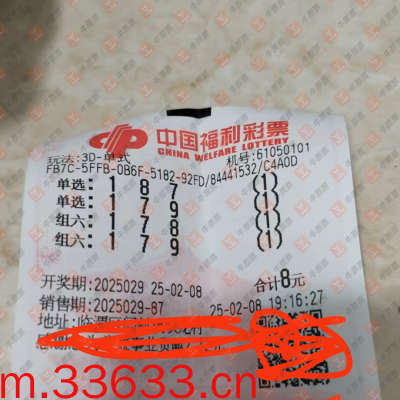 中国福利彩票
CHINA WELFARE LOTTERY
玩法:3D-单式 机号:61050101
FB7C-5FFB-0B6F-5182-92FD/84441532/C4A0D
单选: 1 8 7 (1)
单选: 1 7 9 (1)
组六: 1 7 8 (1)
组六: 1 7 9 (1)
开奖期:2025029 25-02-08 合计8元
销售期:2025029-87 25-02-08 19:16:27
地址:临
m.33633.cn